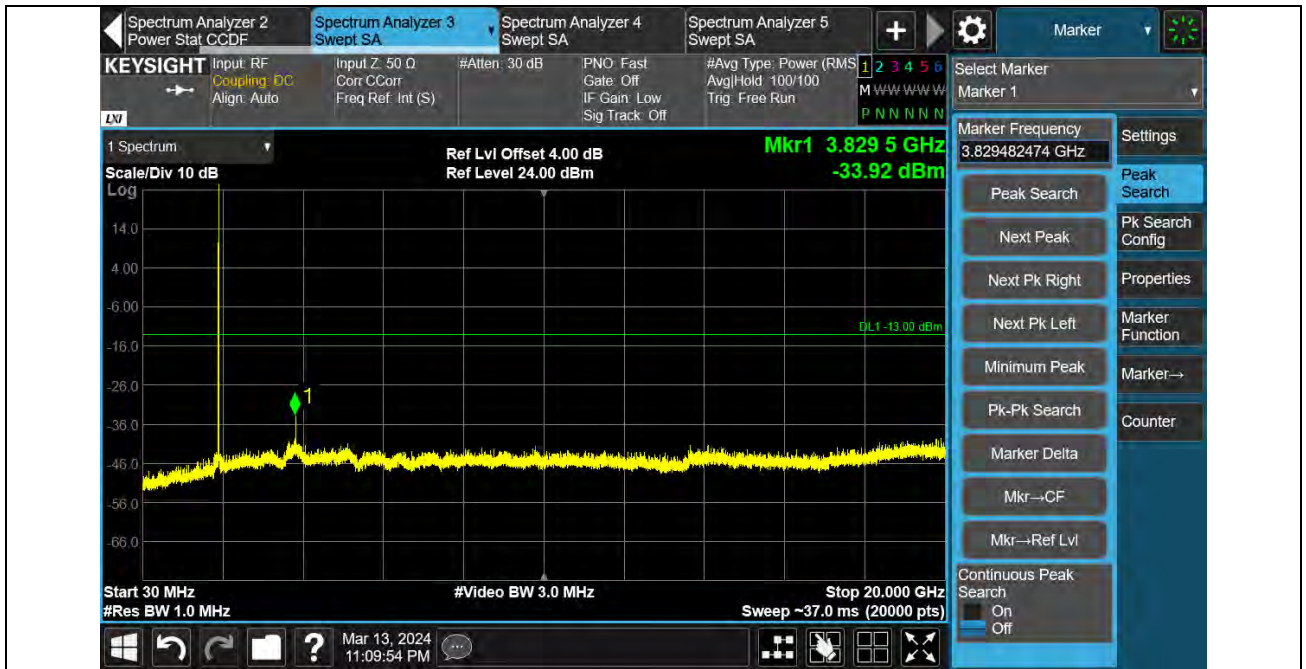 Spectrum Analyzer 2
Power Stat CCDF
Spectrum Analyzer 3
Swept SA
Spectrum Analyzer 4
Swept SA
Spectrum Analyzer 5
Swept SA
+
Marker
KEYSIGHT
LXI
Input: RF
Coupling: DC
Align: Auto
Input Z: 50 Ω
Corr CCorr
Freq Ref: Int (S)
#Atten: 30 dB
PNO: Fast
Gate: Off
IF Gain: Low
Sig Track: Off
#Avg Type: Power (RMS
Avg|Hold: 100/100
Trig: Free Run
1 2 3 4 5 6
M W W W W W
P N N N N N
Select Marker
Marker 1
1 Spectrum
Scale/Div 10 dB
Log
Ref Lvl Offset 4.00 dB
Ref Level 24.00 dBm
Mkr1 3.829 5 GHz
-33.92 dBm
14.0
4.00
-6.00
-16.0
-26.0
-36.0
-46.0
-56.0
-66.0
DL1 -13.00 dBm
1
Start 30 MHz
#Res BW 1.0 MHz
#Video BW 3.0 MHz
Stop 20.000 GHz
Sweep ~37.0 ms (20000 pts)
Marker Frequency
3.829482474 GHz
Peak Search
Next Peak
Next Pk Right
Next Pk Left
Minimum Peak
Pk-Pk Search
Marker Delta
Mkr→CF
Mkr→Ref Lvl
Continuous Peak
Search
On
Off
Settings
Peak
Search
Pk Search
Config
Properties
Marker
Function
Marker→
Counter
?
Mar 13, 2024
11:09:54 PM